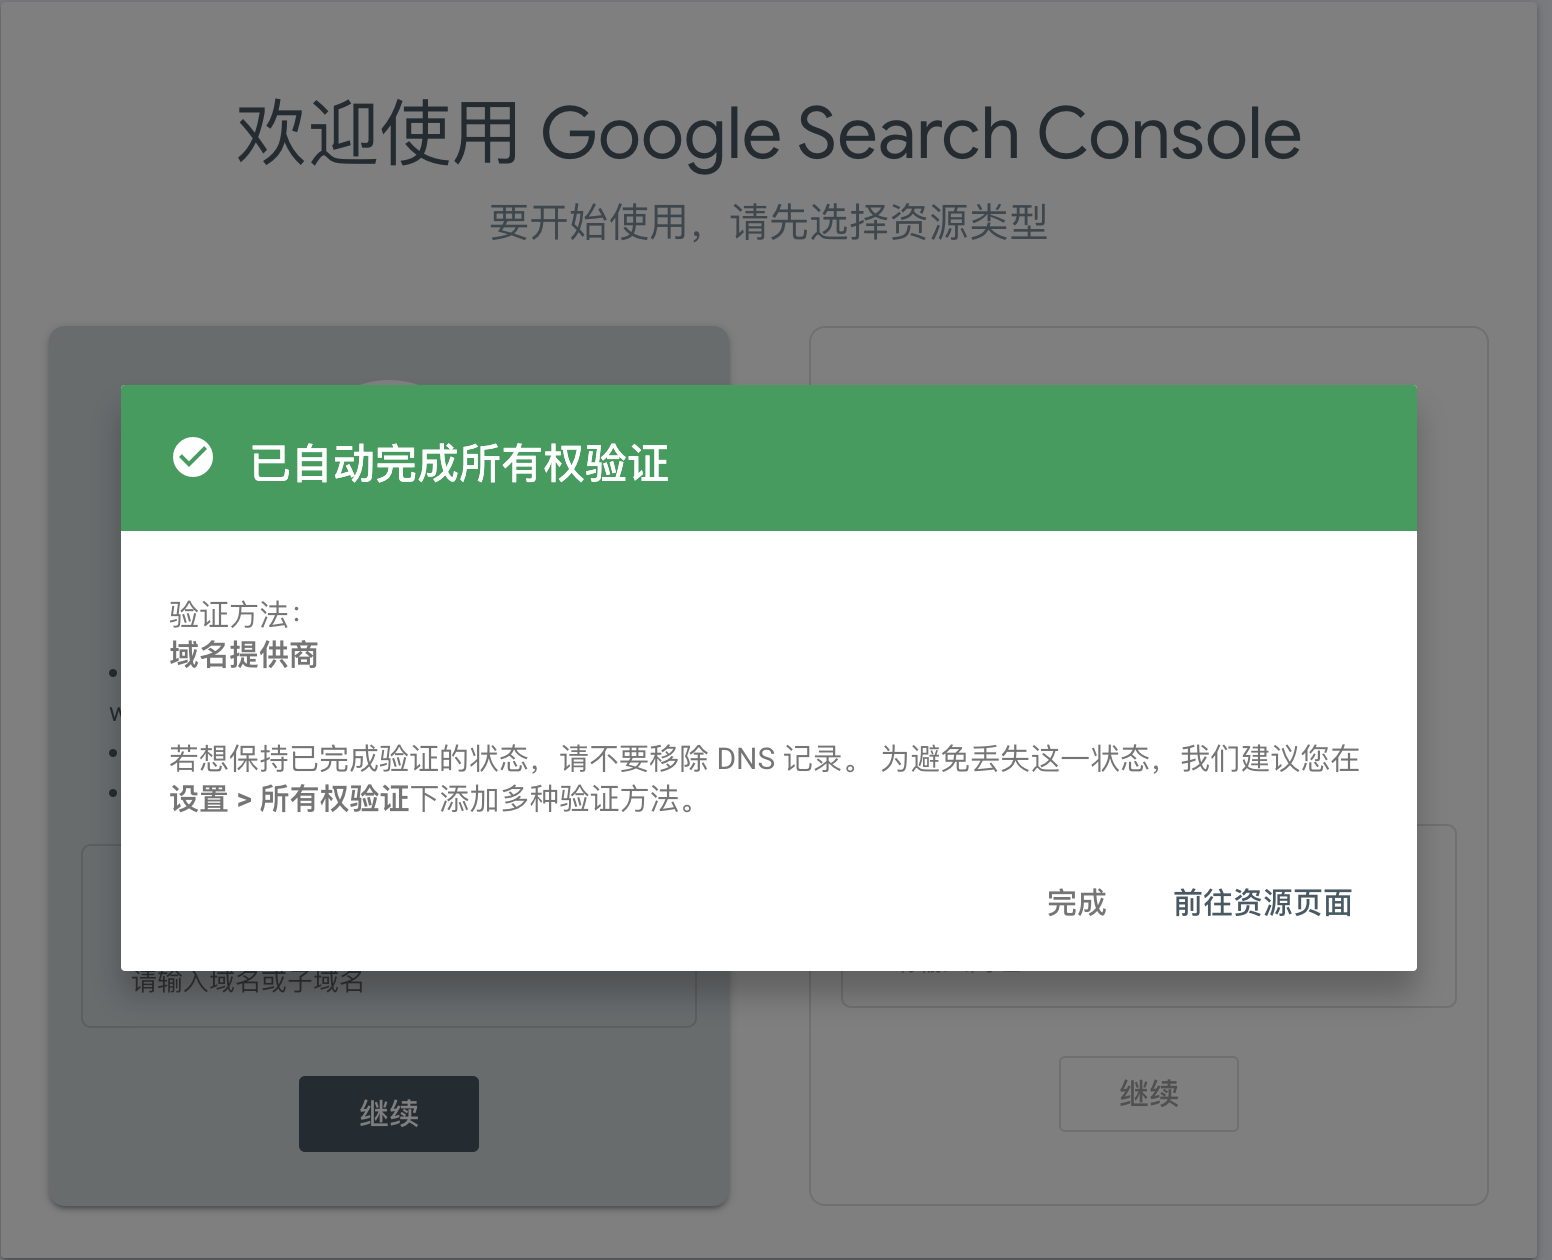 欢迎使用 Google Search Console
要开始使用，请先选择资源类型
已自动完成所有权验证
验证方法：
域名提供商
若想保持已完成验证的状态，请不要移除 DNS 记录。 为避免丢失这一状态，我们建议您在
设置 > 所有权验证下添加多种验证方法。
完成 前往资源页面
请输入域名或子域名
继续
继续